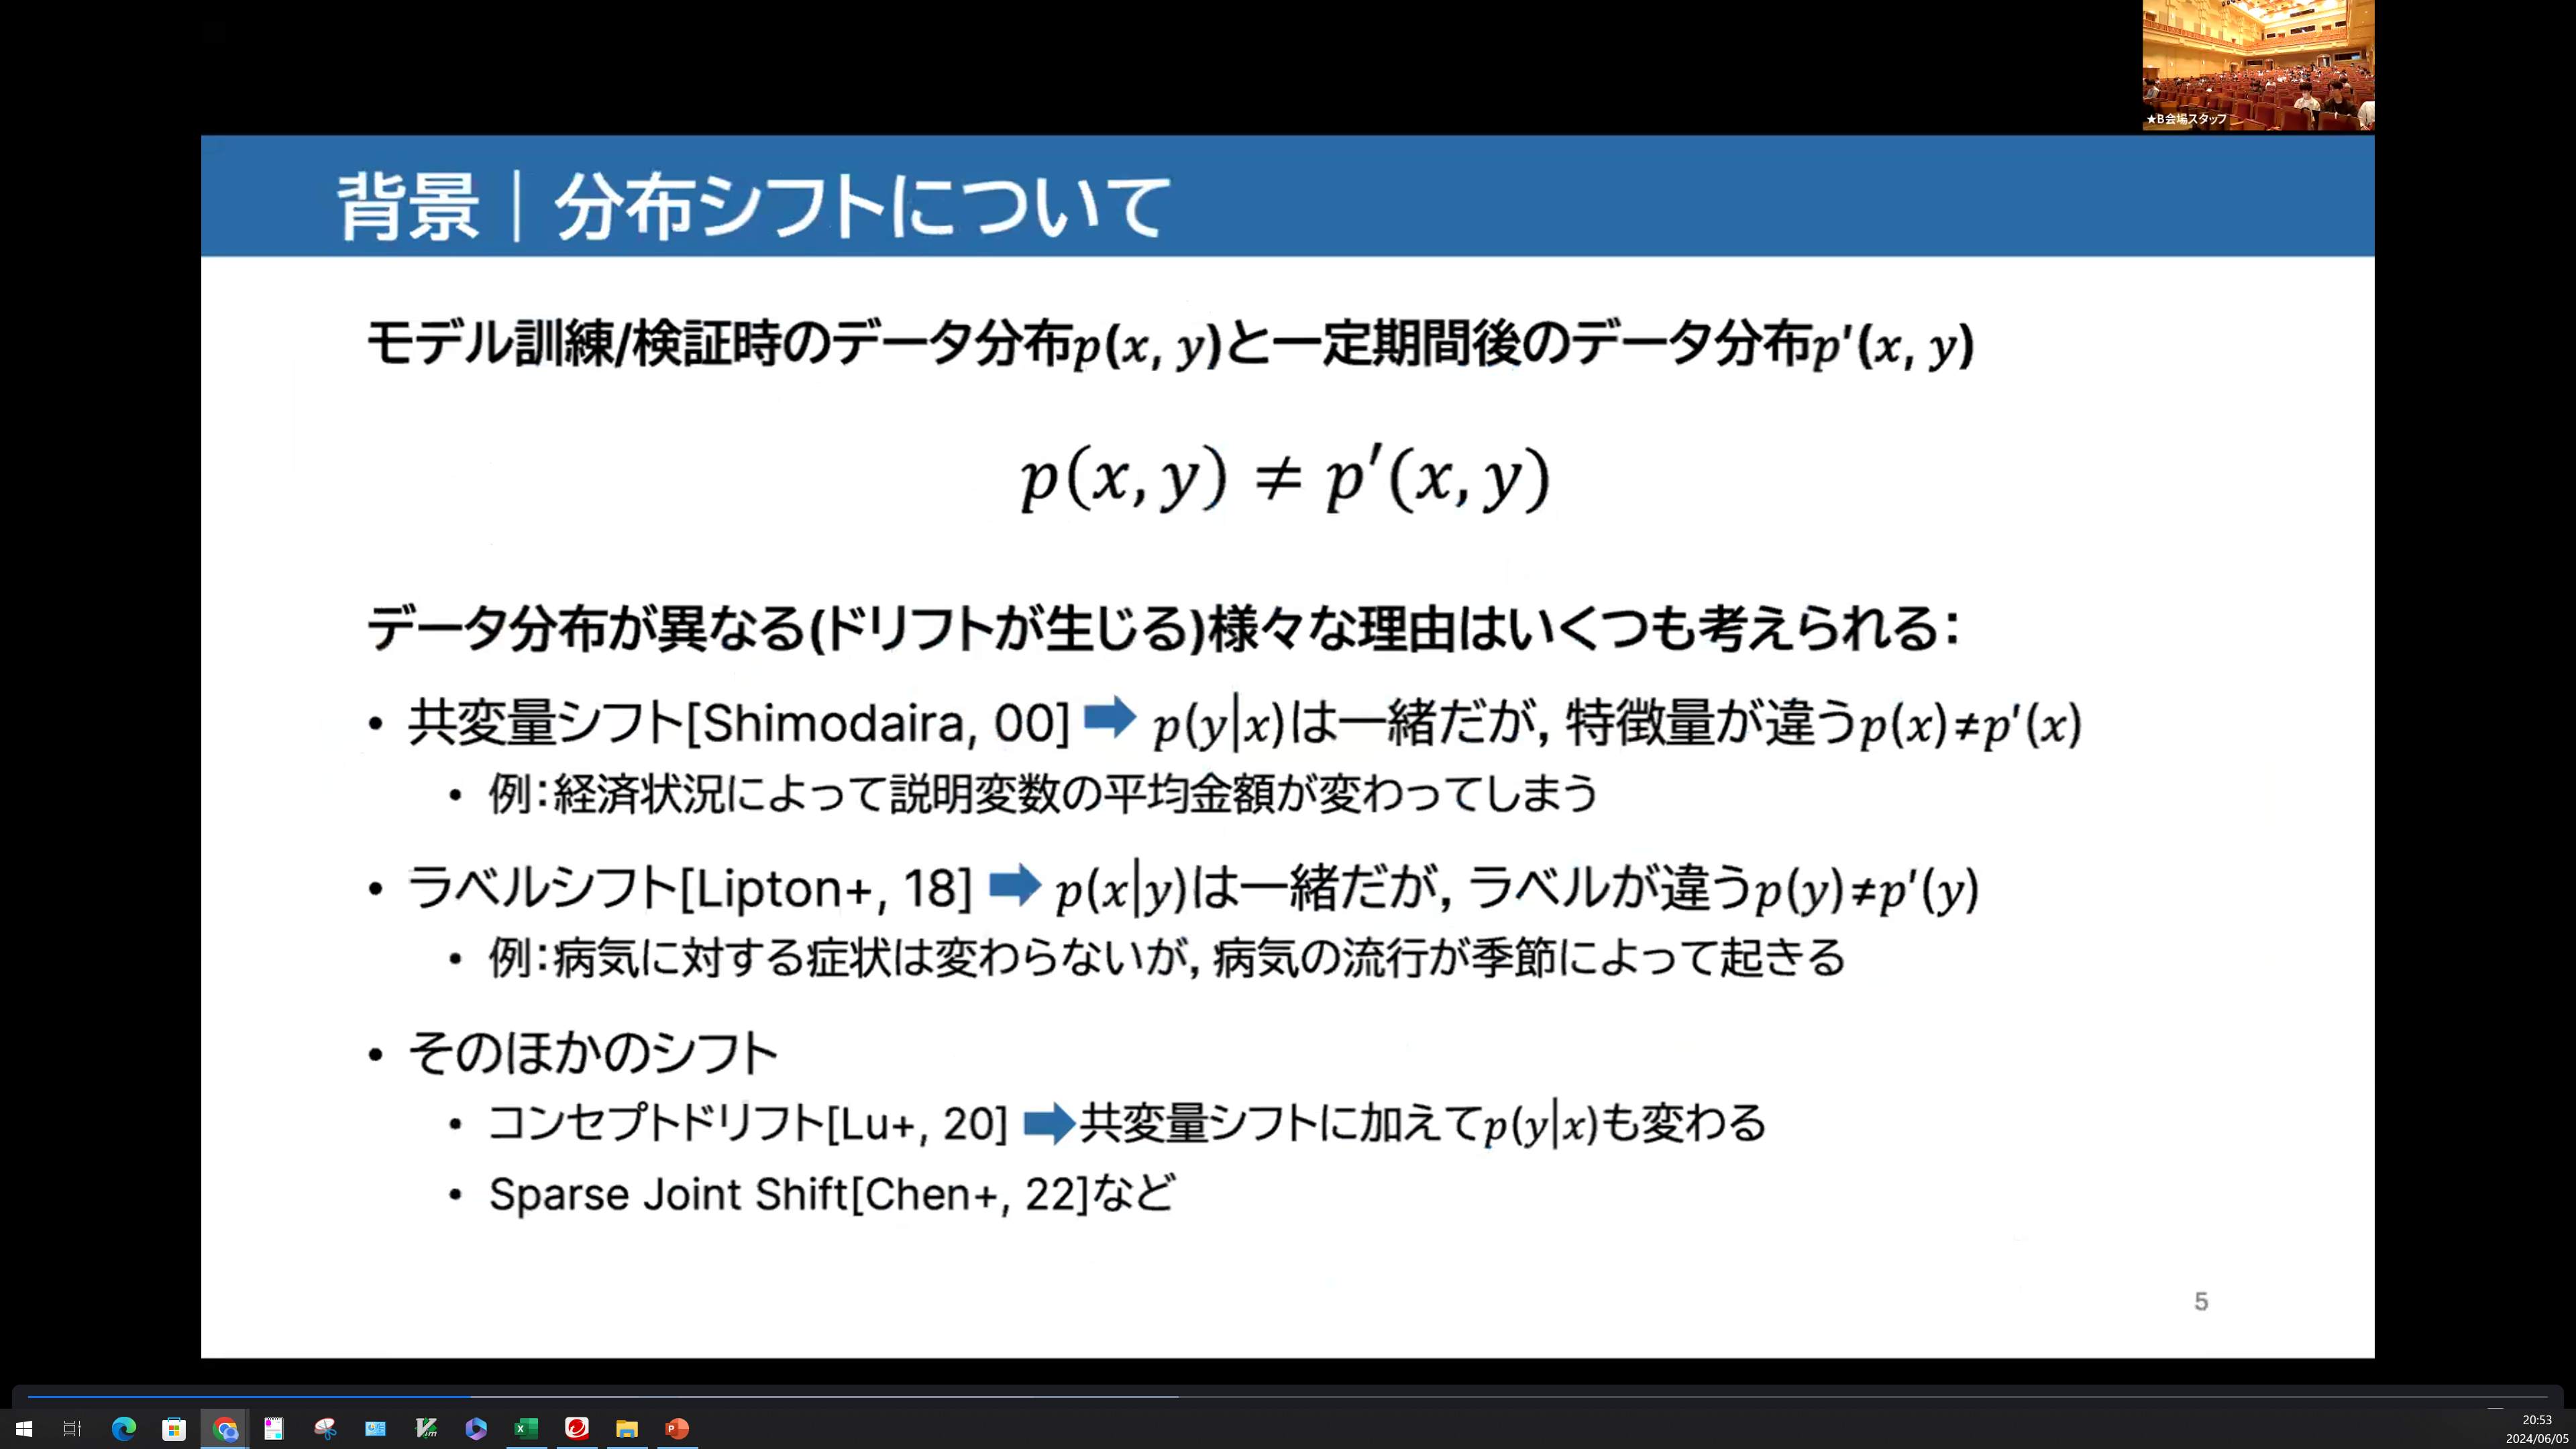 ★B会場スタッフ
背景｜分布シフトについて
モデル訓練/検証時のデータ分布p(x, y)と一定期間後のデータ分布p′(x, y)
p(x, y) ≠ p′(x, y)
データ分布が異なる(ドリフトが生じる)様々な理由はいくつも考えられる：
• 共変量シフト[Shimodaira, 00] ➡ p(y|x)は一緒だが, 特徴量が違うp(x)≠p′(x)
• 例：経済状況によって説明変数の平均金額が変わってしまう
• ラベルシフト[Lipton+, 18] ➡ p(x|y)は一緒だが, ラベルが違うp(y)≠p′(y)
• 例：病気に対する症状は変わらないが, 病気の流行が季節によって起きる
• そのほかのシフト
• コンセプトドリフト[Lu+, 20] ➡共変量シフトに加えてp(y|x)も変わる
• Sparse Joint Shift[Chen+, 22]など
5
20:53
2024/06/05